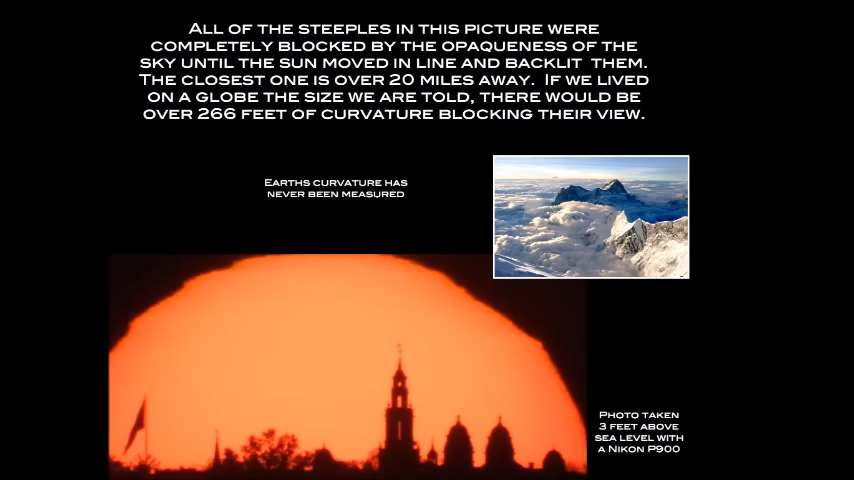 All of the steeples in this picture were
completely blocked by the opaqueness of the
sky until the sun moved in line and backlit them.
The closest one is over 20 miles away. If we lived
on a globe the size we are told, there would be
over 266 feet of curvature blocking their view.
Earths curvature has
never been measured
Photo taken
3 feet above
sea level with
a Nikon P900